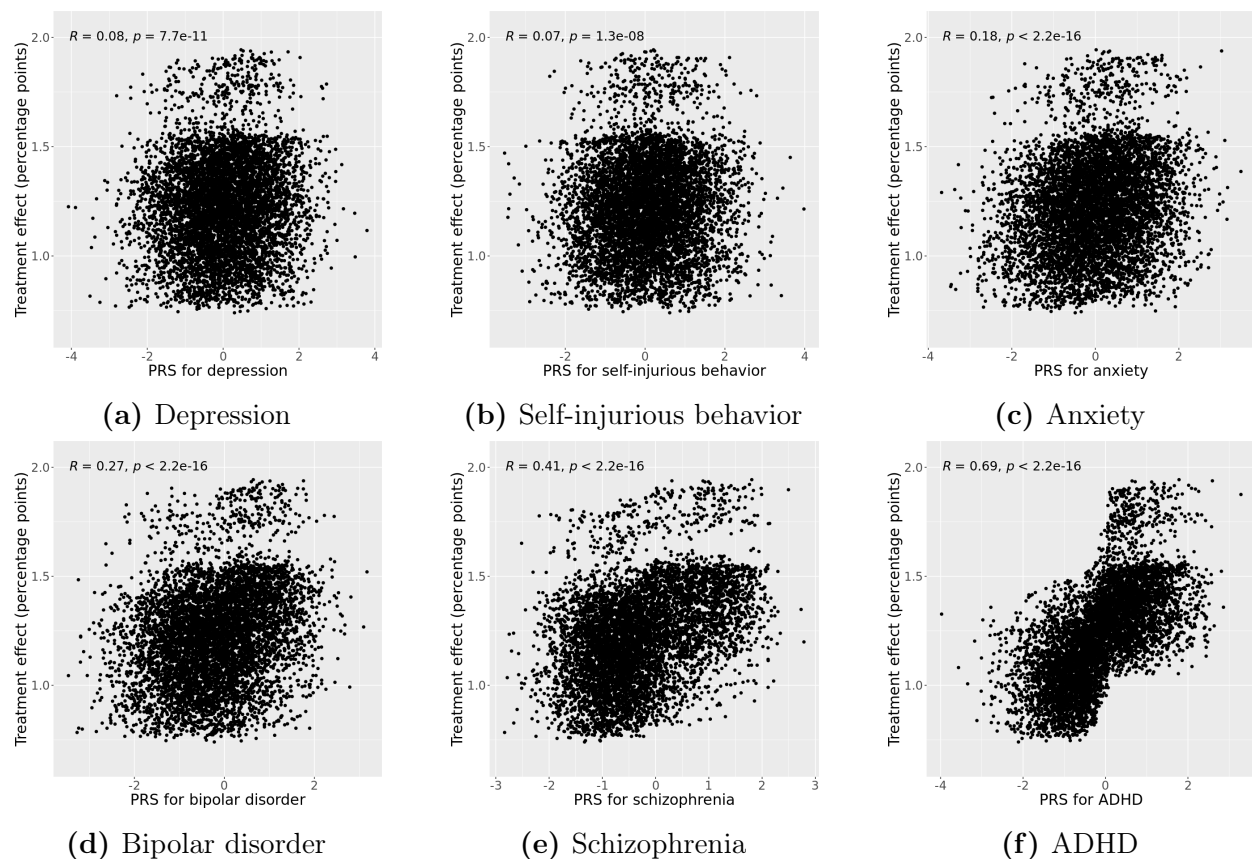 R = 0.08, p = 7.7e-11
2.0
1.5
1.0
Treatment effect (percentage points)
-4 -2 0 2 4
PRS for depression
(a) Depression
R = 0.07, p = 1.3e-08
2.0
1.5
1.0
Treatment effect (percentage points)
-2 0 2 4
PRS for self-injurious behavior
(b) Self-injurious behavior
R = 0.18, p < 2.2e-16
2.0
1.5
1.0
Treatment effect (percentage points)
-4 -2 0 2
PRS for anxiety
(c) Anxiety
R = 0.27, p < 2.2e-16
2.0
1.5
1.0
Treatment effect (percentage points)
-2 0 2
PRS for bipolar disorder
(d) Bipolar disorder
R = 0.41, p < 2.2e-16
2.0
1.5
1.0
Treatment effect (percentage points)
-3 -2 -1 0 1 2 3
PRS for schizophrenia
(e) Schizophrenia
R = 0.69, p < 2.2e-16
2.0
1.5
1.0
Treatment effect (percentage points)
-4 -2 0 2
PRS for ADHD
(f) ADHD